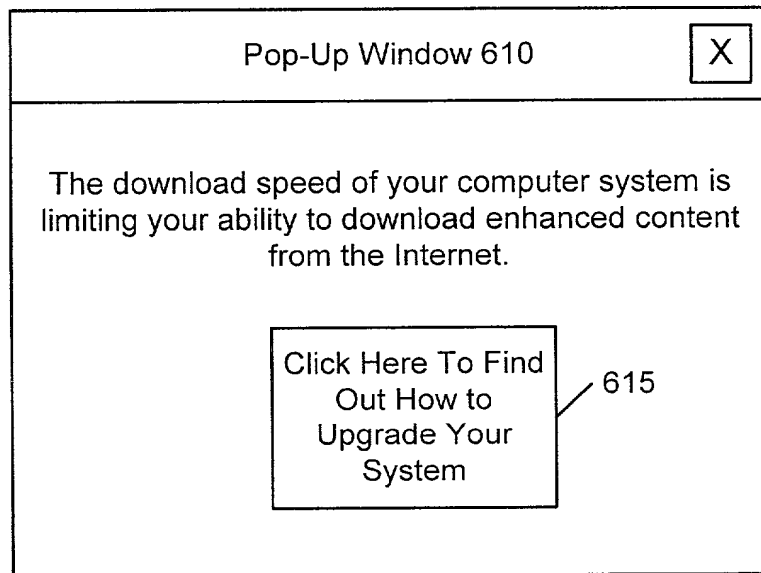 Pop-Up Window 610
X
The download speed of your computer system is
limiting your ability to download enhanced content
from the Internet.
Click Here To Find
Out How to
Upgrade Your
System
615